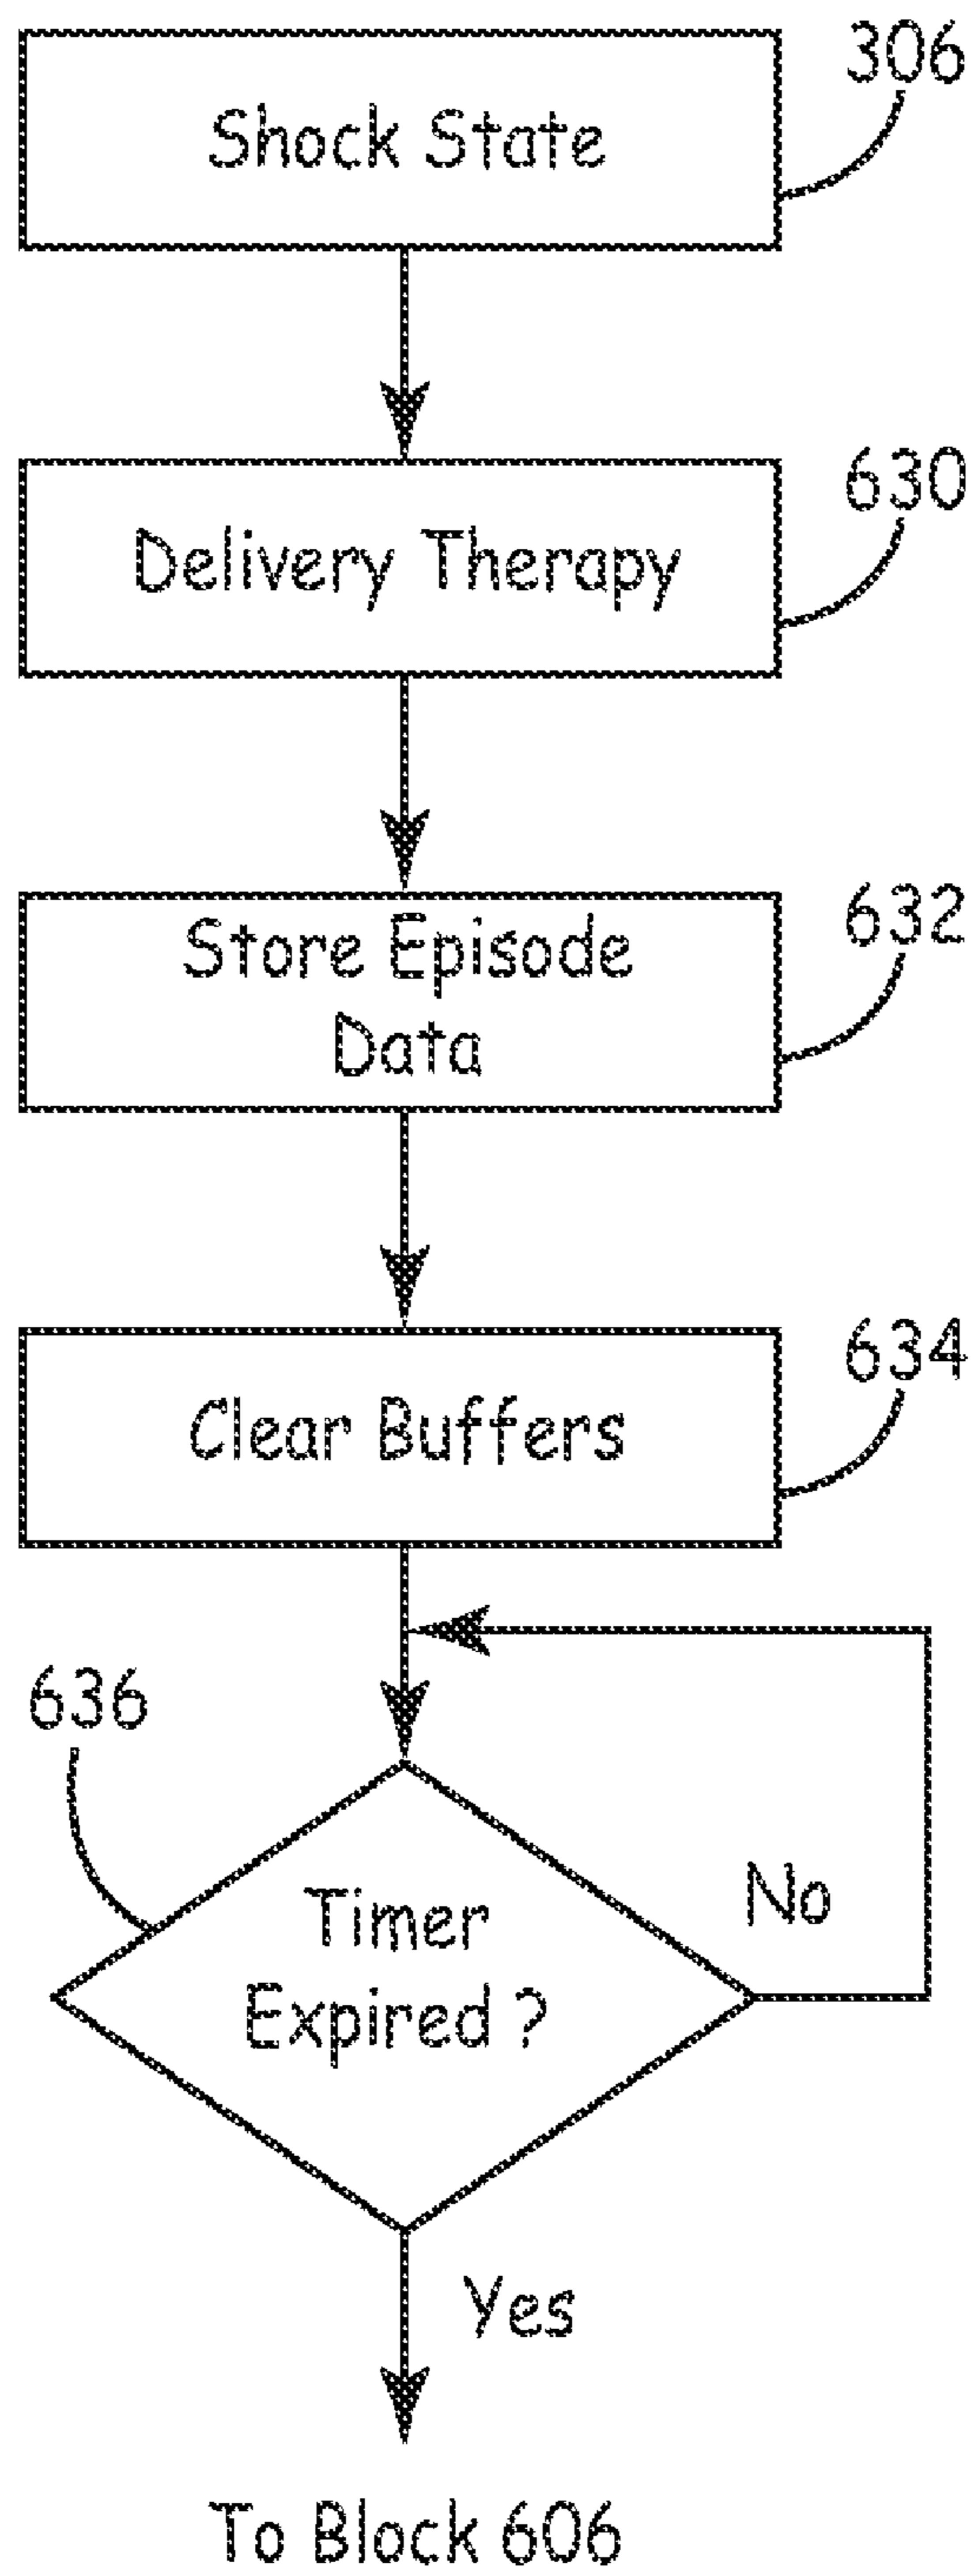 306
Shock State
630
Delivery Therapy
632
Store Episode
Data
634
Clear Buffers
636
Timer
Expired ?
No
Yes
To Block 606